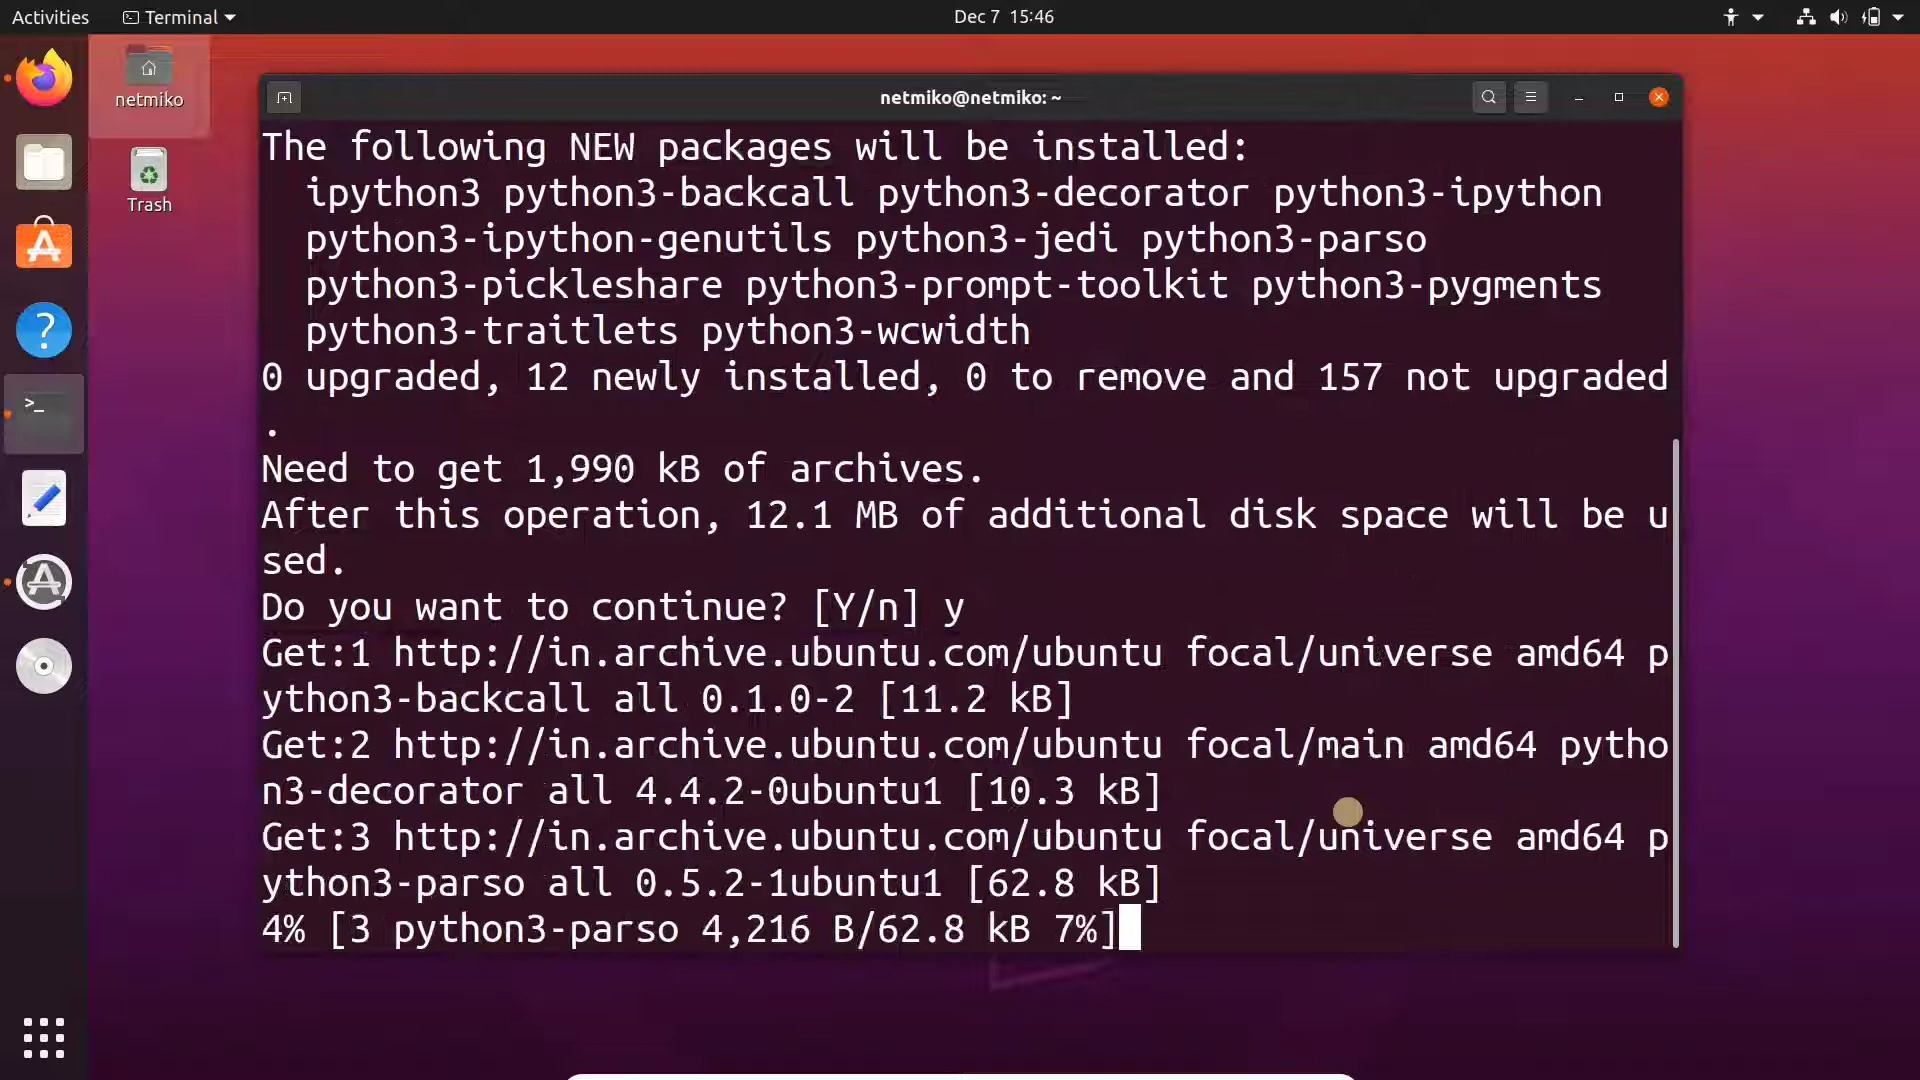 Activities Terminal Dec 7 15:46
netmiko
Trash
netmiko@netmiko: ~
The following NEW packages will be installed:
ipython3 python3-backcall python3-decorator python3-ipython
python3-ipython-genutils python3-jedi python3-parso
python3-pickleshare python3-prompt-toolkit python3-pygments
python3-traitlets python3-wcwidth
0 upgraded, 12 newly installed, 0 to remove and 157 not upgraded
.
Need to get 1,990 kB of archives.
After this operation, 12.1 MB of additional disk space will be u
sed.
Do you want to continue? [Y/n] y
Get:1 http://in.archive.ubuntu.com/ubuntu focal/universe amd64 p
ython3-backcall all 0.1.0-2 [11.2 kB]
Get:2 http://in.archive.ubuntu.com/ubuntu focal/main amd64 pytho
n3-decorator all 4.4.2-0ubuntu1 [10.3 kB]
Get:3 http://in.archive.ubuntu.com/ubuntu focal/universe amd64 p
ython3-parso all 0.5.2-1ubuntu1 [62.8 kB]
4% [3 python3-parso 4,216 B/62.8 kB 7%]